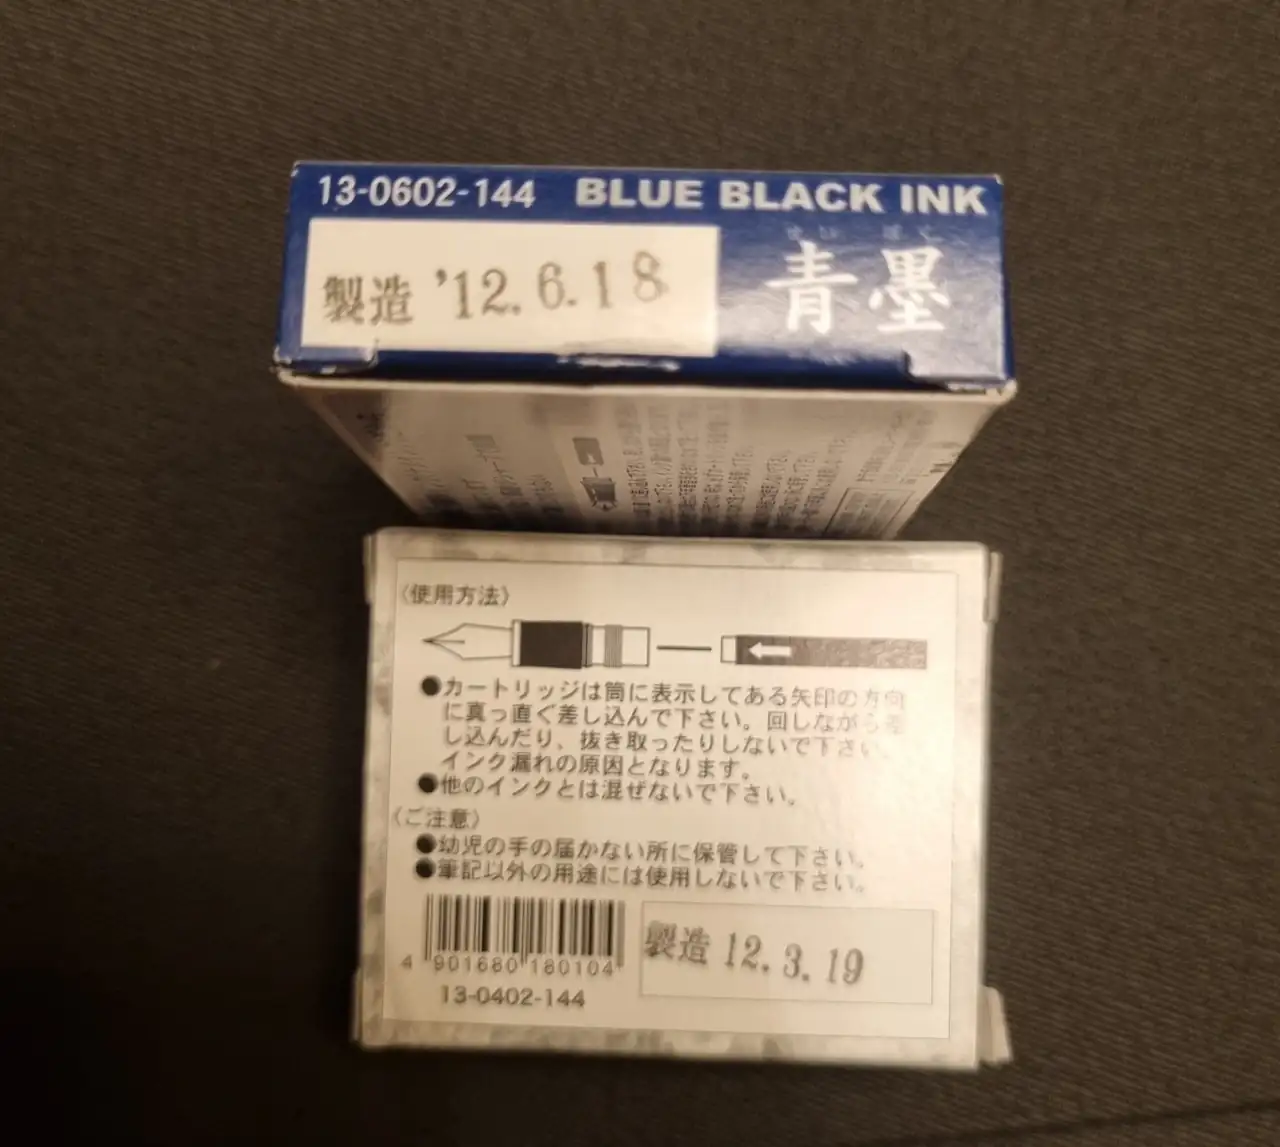 13-0602-144 BLUE BLACK INK
せい ぼく
製造 '12.6.18 青墨
〈使用方法〉
●カートリッジは筒に表示してある矢印の方向
に真っ直ぐ差し込んで下さい。回しながら差
し込んだり、抜き取ったりしないで下さい。
インク漏れの原因となります。
●他のインクとは混ぜないで下さい。
〈ご注意〉
●幼児の手の届かない所に保管して下さい。
●筆記以外の用途には使用しないで下さい。
製造 12.3.19
4 901680 180104
13-0402-144